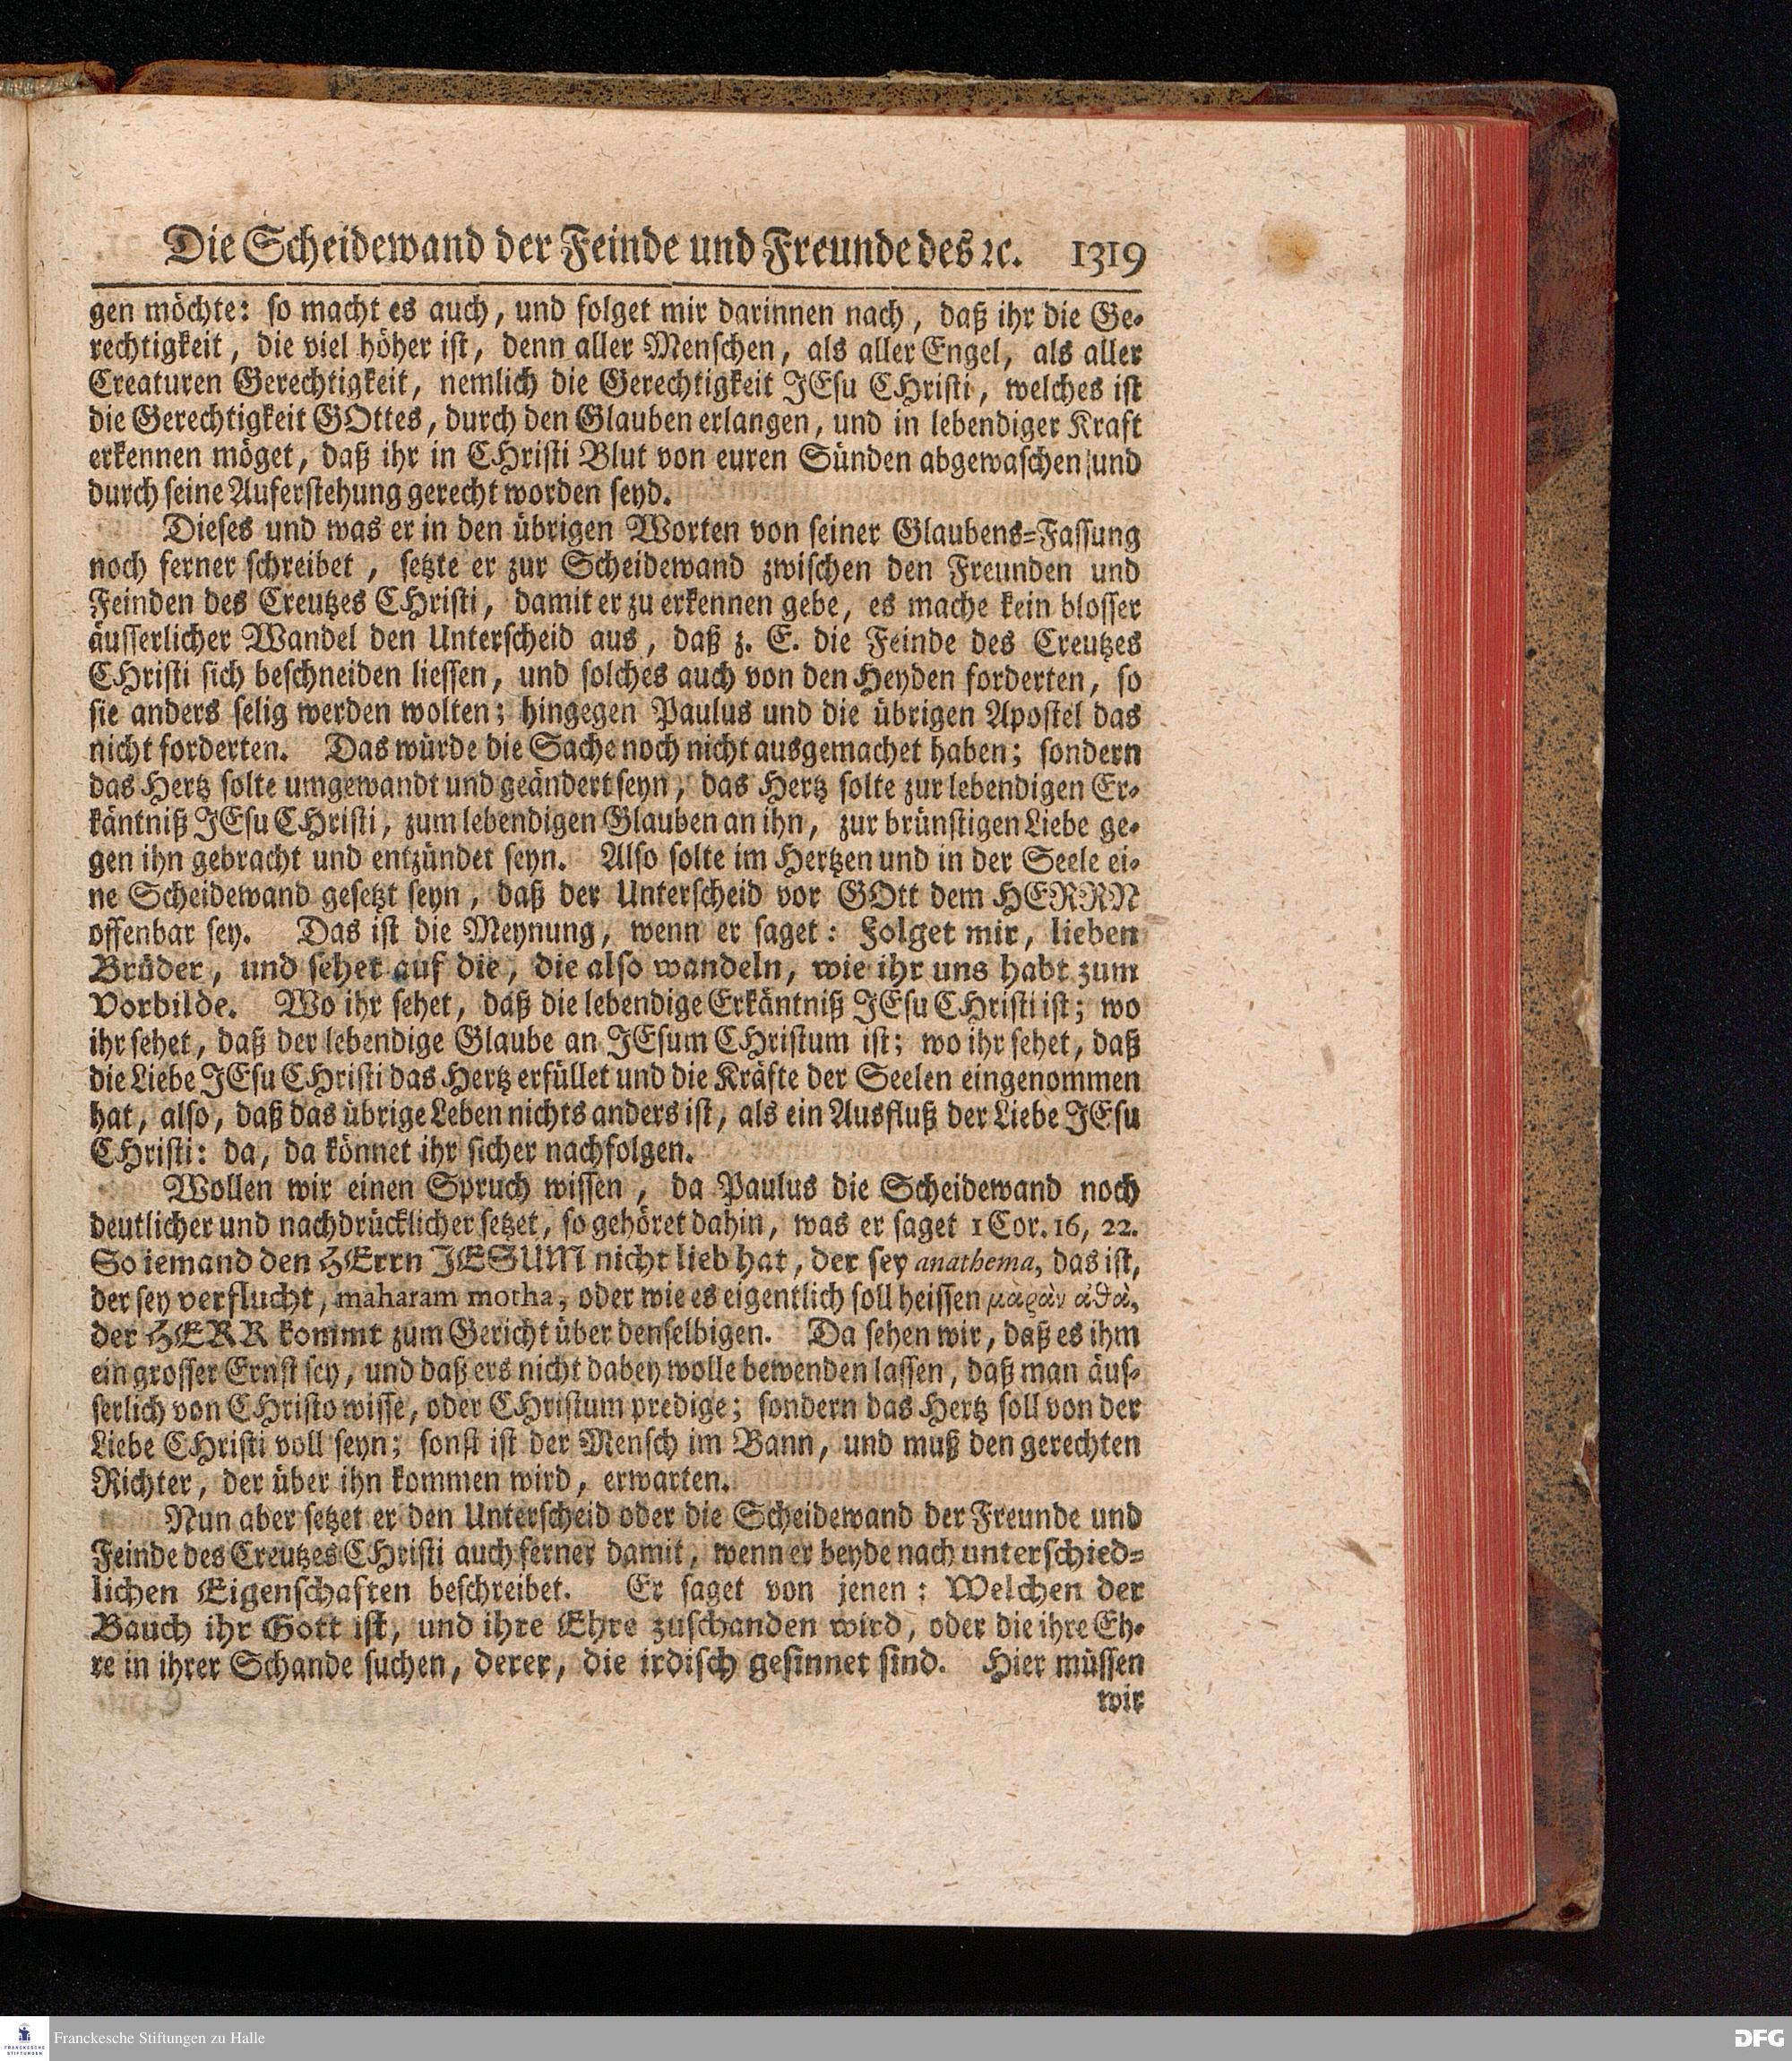 Die Scheidewand der Feinde und Freunde des ꝛc. 1319
gen möchte: so macht es auch, und folget mir darinnen nach, daß ihr die Ge-
rechtigkeit, die viel höher ist, denn aller Menschen, als aller Engel, als aller
Creaturen Gerechtigkeit, nemlich die Gerechtigkeit JEsu CHristi, welches ist
die Gerechtigkeit GOttes, durch den Glauben erlangen, und in lebendiger Kraft
erkennen möget, daß ihr in CHristi Blut von euren Sünden abgewaschen und
durch seine Auferstehung gerecht worden seyd.
Dieses und was er in den übrigen Worten von seiner Glaubens-Fassung
noch ferner schreibet, setzte er zur Scheidewand zwischen den Freunden und
Feinden des Creutzes CHristi, damit er zu erkennen gebe, es mache kein blosser
äusserlicher Wandel den Unterscheid aus, daß z. E. die Feinde des Creutzes
CHristi sich beschneiden liessen, und solches auch von den Heyden forderten, so
sie anders selig werden wolten; hingegen Paulus und die übrigen Apostel das
nicht forderten. Das würde die Sache noch nicht ausgemachet haben; sondern
das Hertz solte umgewandt und geändert seyn, das Hertz solte zur lebendigen Er-
käntniß JEsu CHristi, zum lebendigen Glauben an ihn, zur brünstigen Liebe ge-
gen ihn gebracht und entzündet seyn. Also solte im Hertzen und in der Seele ei-
ne Scheidewand gesetzt seyn, daß der Unterscheid vor GOtt dem HERRN
offenbar sey. Das ist die Meynung, wenn er saget: Folget mir, lieben
Brüder, und sehet auf die, die also wandeln, wie ihr uns habt zum
Vorbilde. Wo ihr sehet, daß die lebendige Erkäntniß JEsu CHristi ist; wo
ihr sehet, daß der lebendige Glaube an JEsum CHristum ist; wo ihr sehet, daß
die Liebe JEsu CHristi das Hertz erfüllet und die Kräfte der Seelen eingenommen
hat, also, daß das übrige Leben nichts anders ist, als ein Ausfluß der Liebe JEsu
CHristi: da, da könnet ihr sicher nachfolgen.
Wollen wir einen Spruch wissen, da Paulus die Scheidewand noch
deutlicher und nachdrücklicher setzet, so gehöret dahin, was er saget 1 Cor. 16, 22.
So iemand den HErrn JESUM nicht lieb hat, der sey anathema, das ist,
der sey verflucht, maharam motha, oder wie es eigentlich soll heissen μαρὰν ἀθὰ,
der HERR kommt zum Gericht über denselbigen. Da sehen wir, daß es ihm
ein grosser Ernst sey, und daß ers nicht dabey wolle bewenden lassen, daß man äus-
serlich von CHristo wisse, oder CHristum predige; sondern das Hertz soll von der
Liebe CHristi voll seyn; sonst ist der Mensch im Bann, und muß den gerechten
Richter, der über ihn kommen wird, erwarten.
Nun aber setzet er den Unterscheid oder die Scheidewand der Freunde und
Feinde des Creutzes CHristi auch ferner damit, wenn er beyde nach unterschied-
lichen Eigenschaften beschreibet. Er saget von jenen: Welchen der
Bauch ihr Gott ist, und ihre Ehre zuschanden wird, oder die ihre Eh-
re in ihrer Schande suchen, derer, die irdisch gesinnet sind. Hier müssen
wir
FRANCKESCHE
STIFTUNGEN
Franckesche Stiftungen zu Halle
DFG